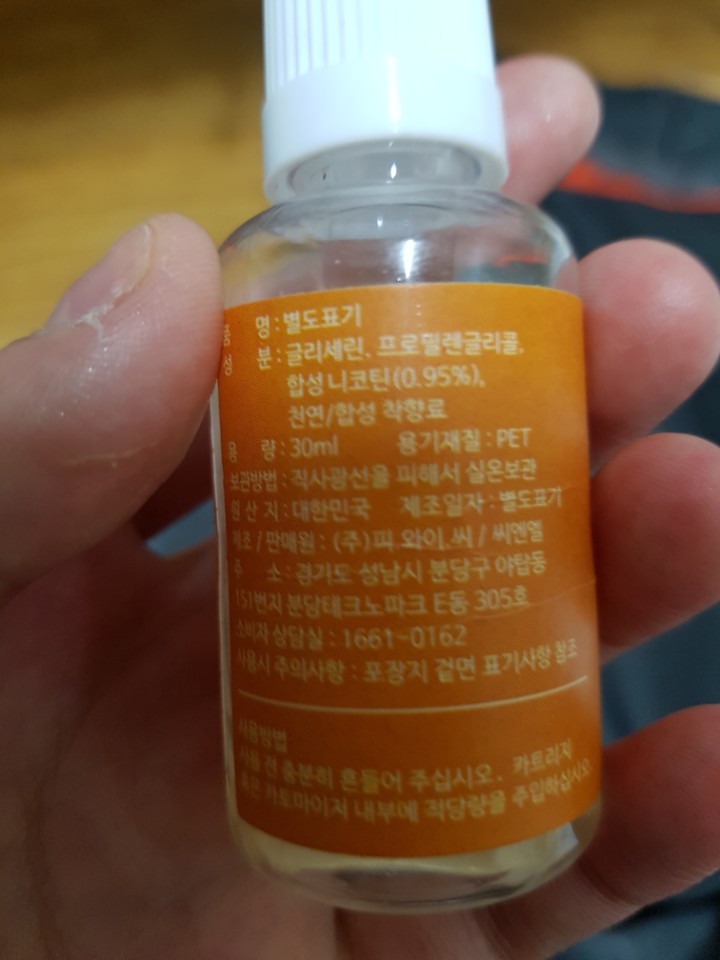 품 명 : 별도표기
성 분 : 글리세린, 프로필렌글리콜,
합성 니코틴(0.95%),
천연/합성 착향료
용 량 : 30ml 용기재질 : PET
보관방법 : 직사광선을 피해서 실온보관
원 산 지 : 대한민국 제조일자 : 별도표기
제조 / 판매원 : (주)피 와이 씨 / 씨엔엘
주 소 : 경기도 성남시 분당구 야탑동
151번지 분당테크노파크 E동 305호
소비자 상담실 : 1661-0162
사용시 주의사항 : 포장지 겉면 표기사항 참조
사용방법
사용 전 충분히 흔들어 주십시오. 카트리지
혹은 카토마이저 내부에 적당량을 주입하십시오.